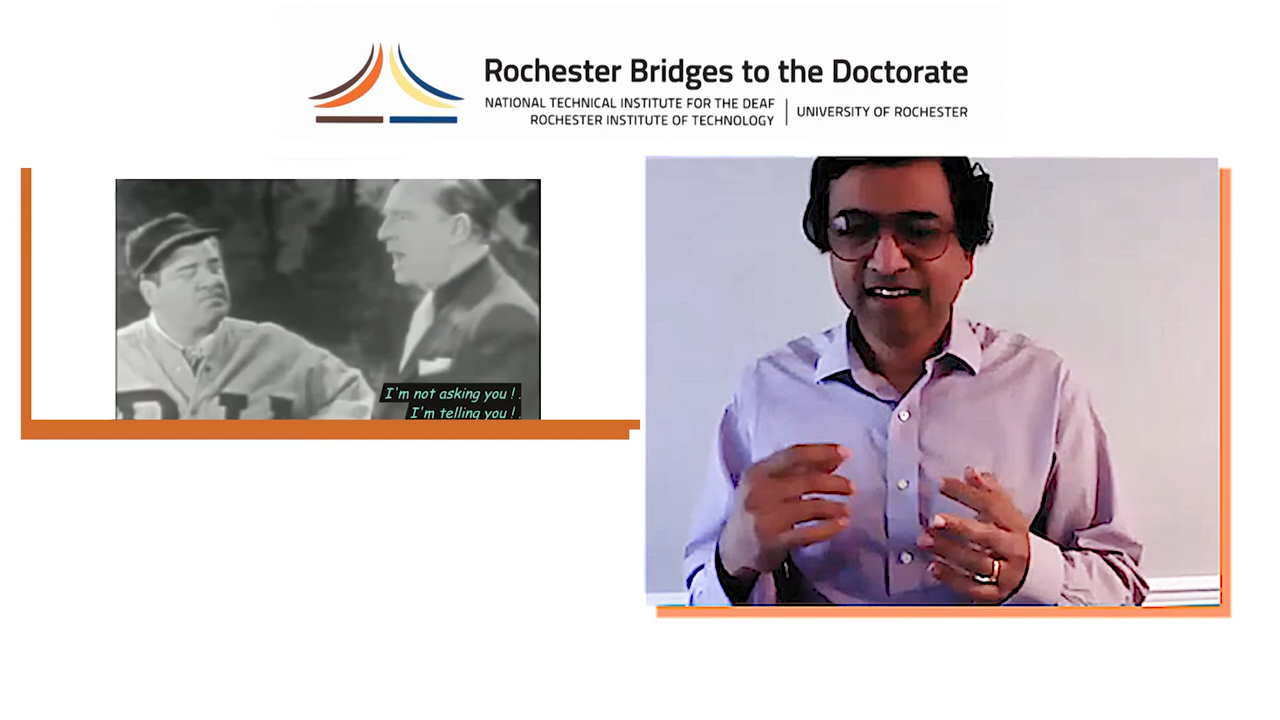 Rochester Bridges to the Doctorate
NATIONAL TECHNICAL INSTITUTE FOR THE DEAF
ROCHESTER INSTITUTE OF TECHNOLOGY
UNIVERSITY OF ROCHESTER
I'm not asking you ! .
I'm telling you ! .